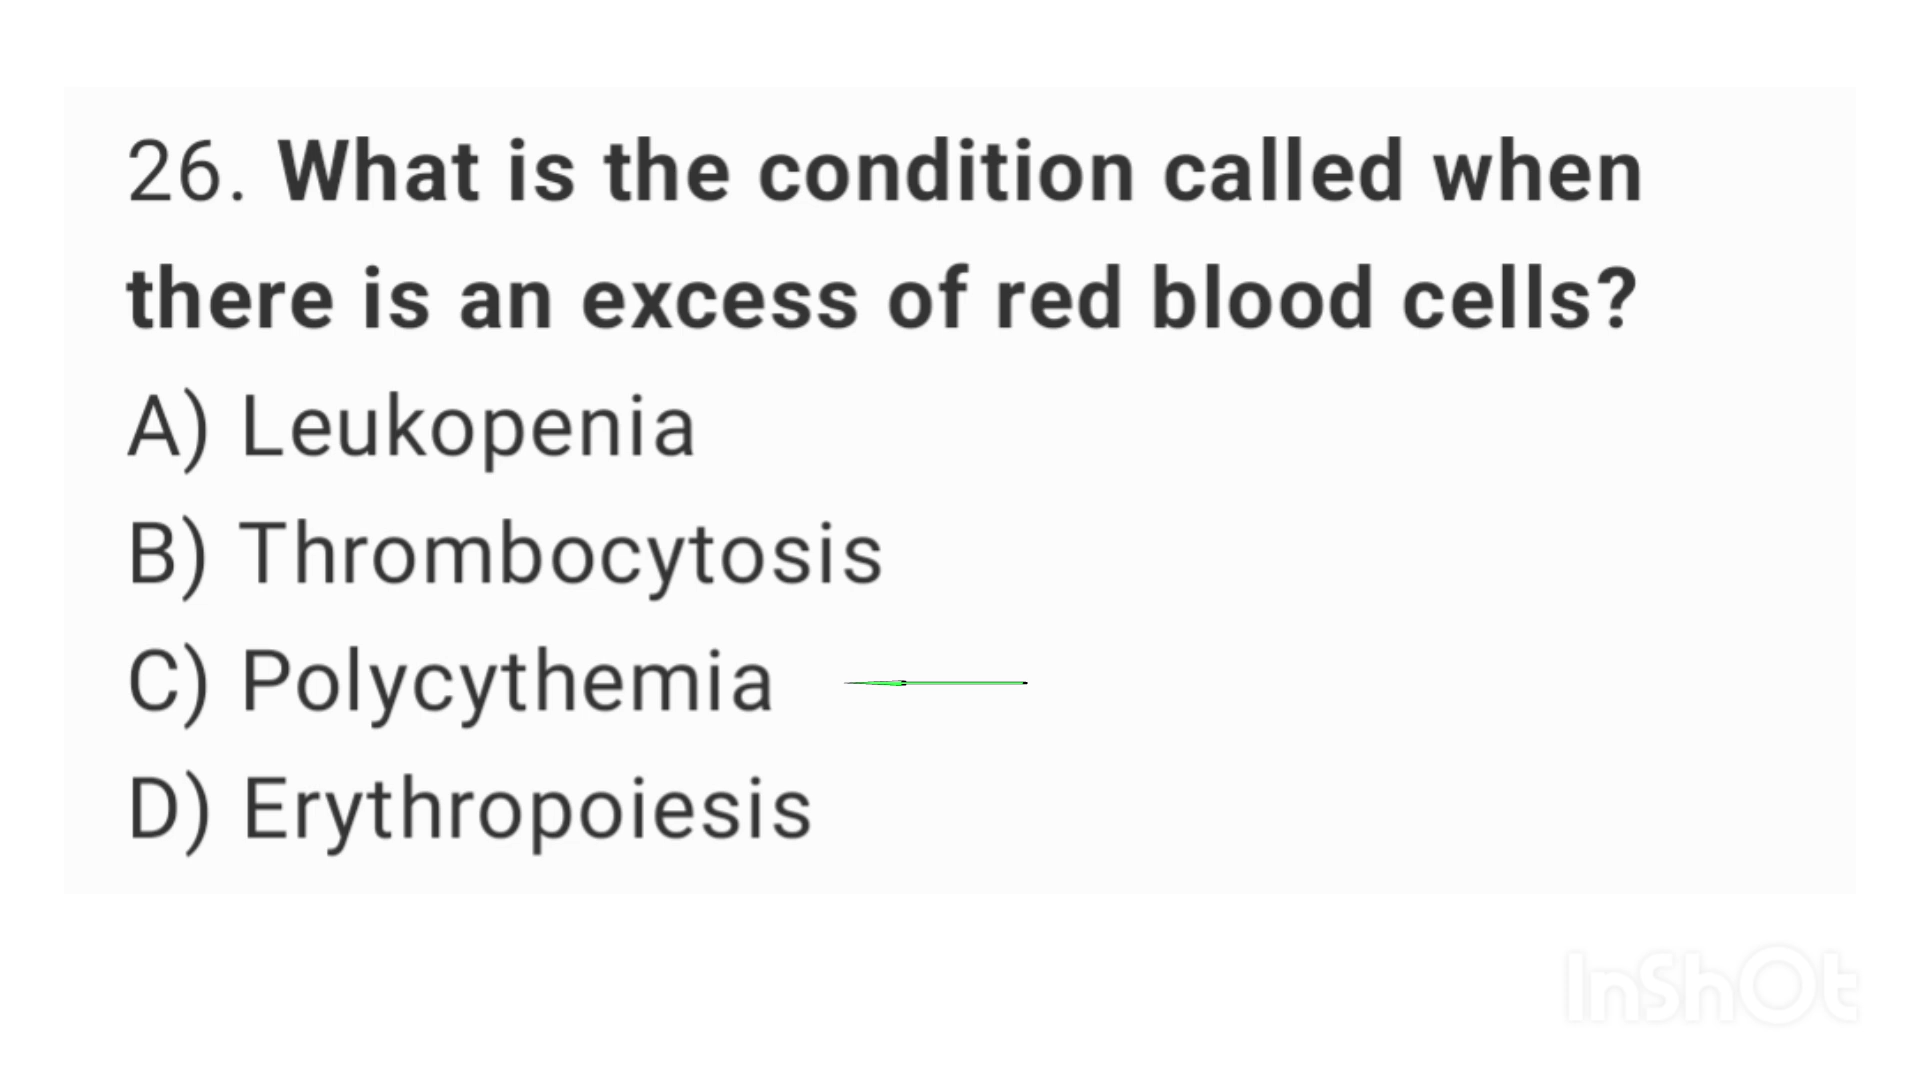 26. What is the condition called when
there is an excess of red blood cells?
A) Leukopenia
B) Thrombocytosis
C) Polycythemia
D) Erythropoiesis
InShOt